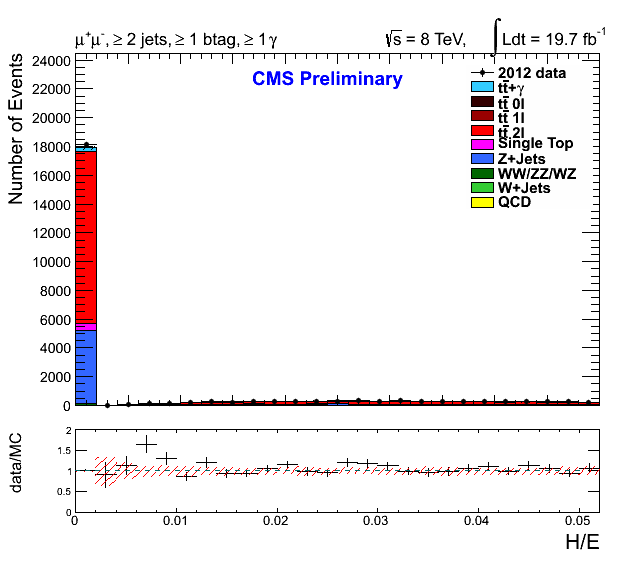 μ⁺μ⁻, ≥ 2 jets, ≥ 1 btag, ≥ 1 γ
√s = 8 TeV, ∫ Ldt = 19.7 fb⁻¹
CMS Preliminary
2012 data
tt̄+γ
tt̄ 0l
tt̄ 1l
tt̄ 2l
Single Top
Z+Jets
WW/ZZ/WZ
W+Jets
QCD
Number of Events
24000
22000
20000
18000
16000
14000
12000
10000
8000
6000
4000
2000
0
data/MC
2
1.5
1
0.5
0
0 0.01 0.02 0.03 0.04 0.05
H/E